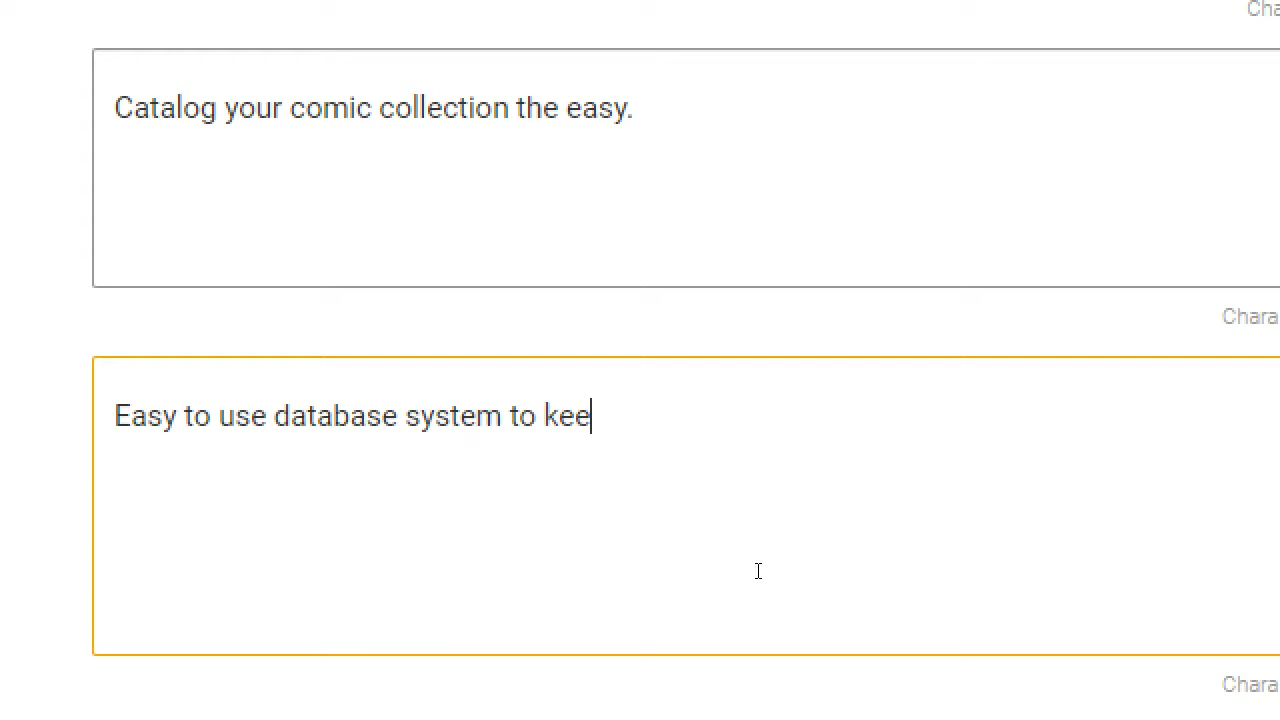 Catalog your comic collection the easy.
Easy to use database system to kee